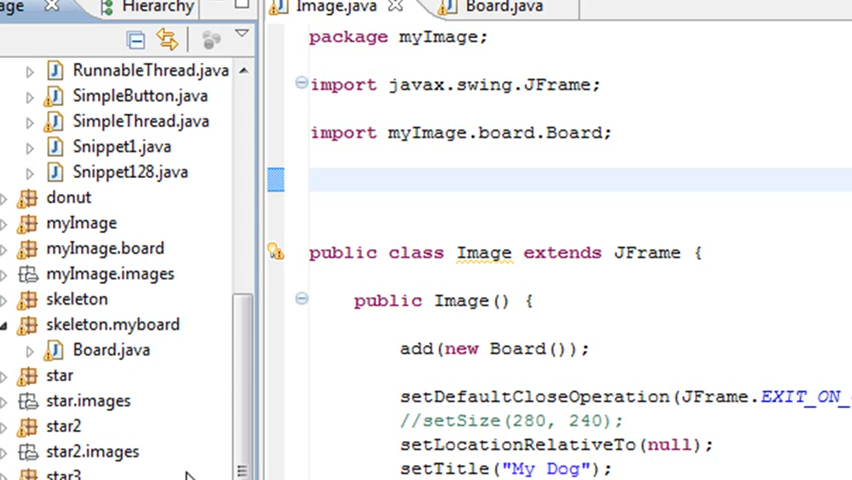 age
Hierarchy
RunnableThread.java
SimpleButton.java
SimpleThread.java
Snippet1.java
Snippet128.java
donut
myImage
myImage.board
myImage.images
skeleton
skeleton.myboard
Board.java
star
star.images
star2
star2.images
star3
Image.java
Board.java
package myImage;
import javax.swing.JFrame;
import myImage.board.Board;
public class Image extends JFrame {
public Image() {
add(new Board());
setDefaultCloseOperation(JFrame.EXIT_ON_
//setSize(280, 240);
setLocationRelativeTo(null);
setTitle("My Dog");